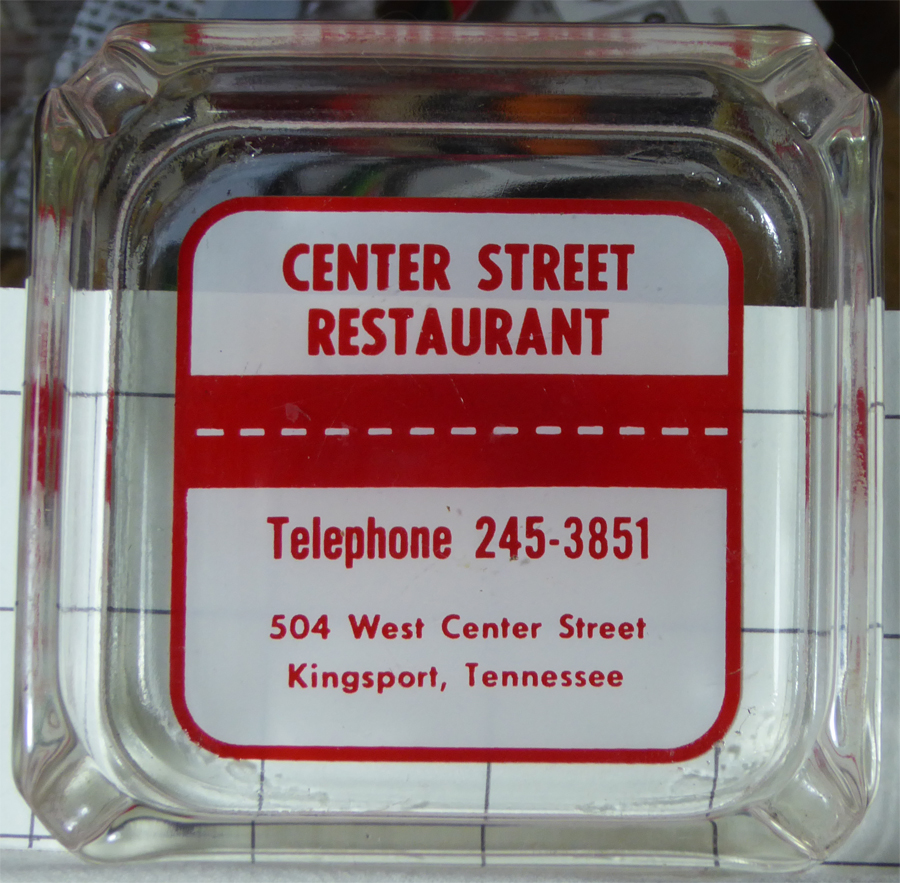 CENTER STREET
RESTAURANT
Telephone 245-3851
504 West Center Street
Kingsport, Tennessee